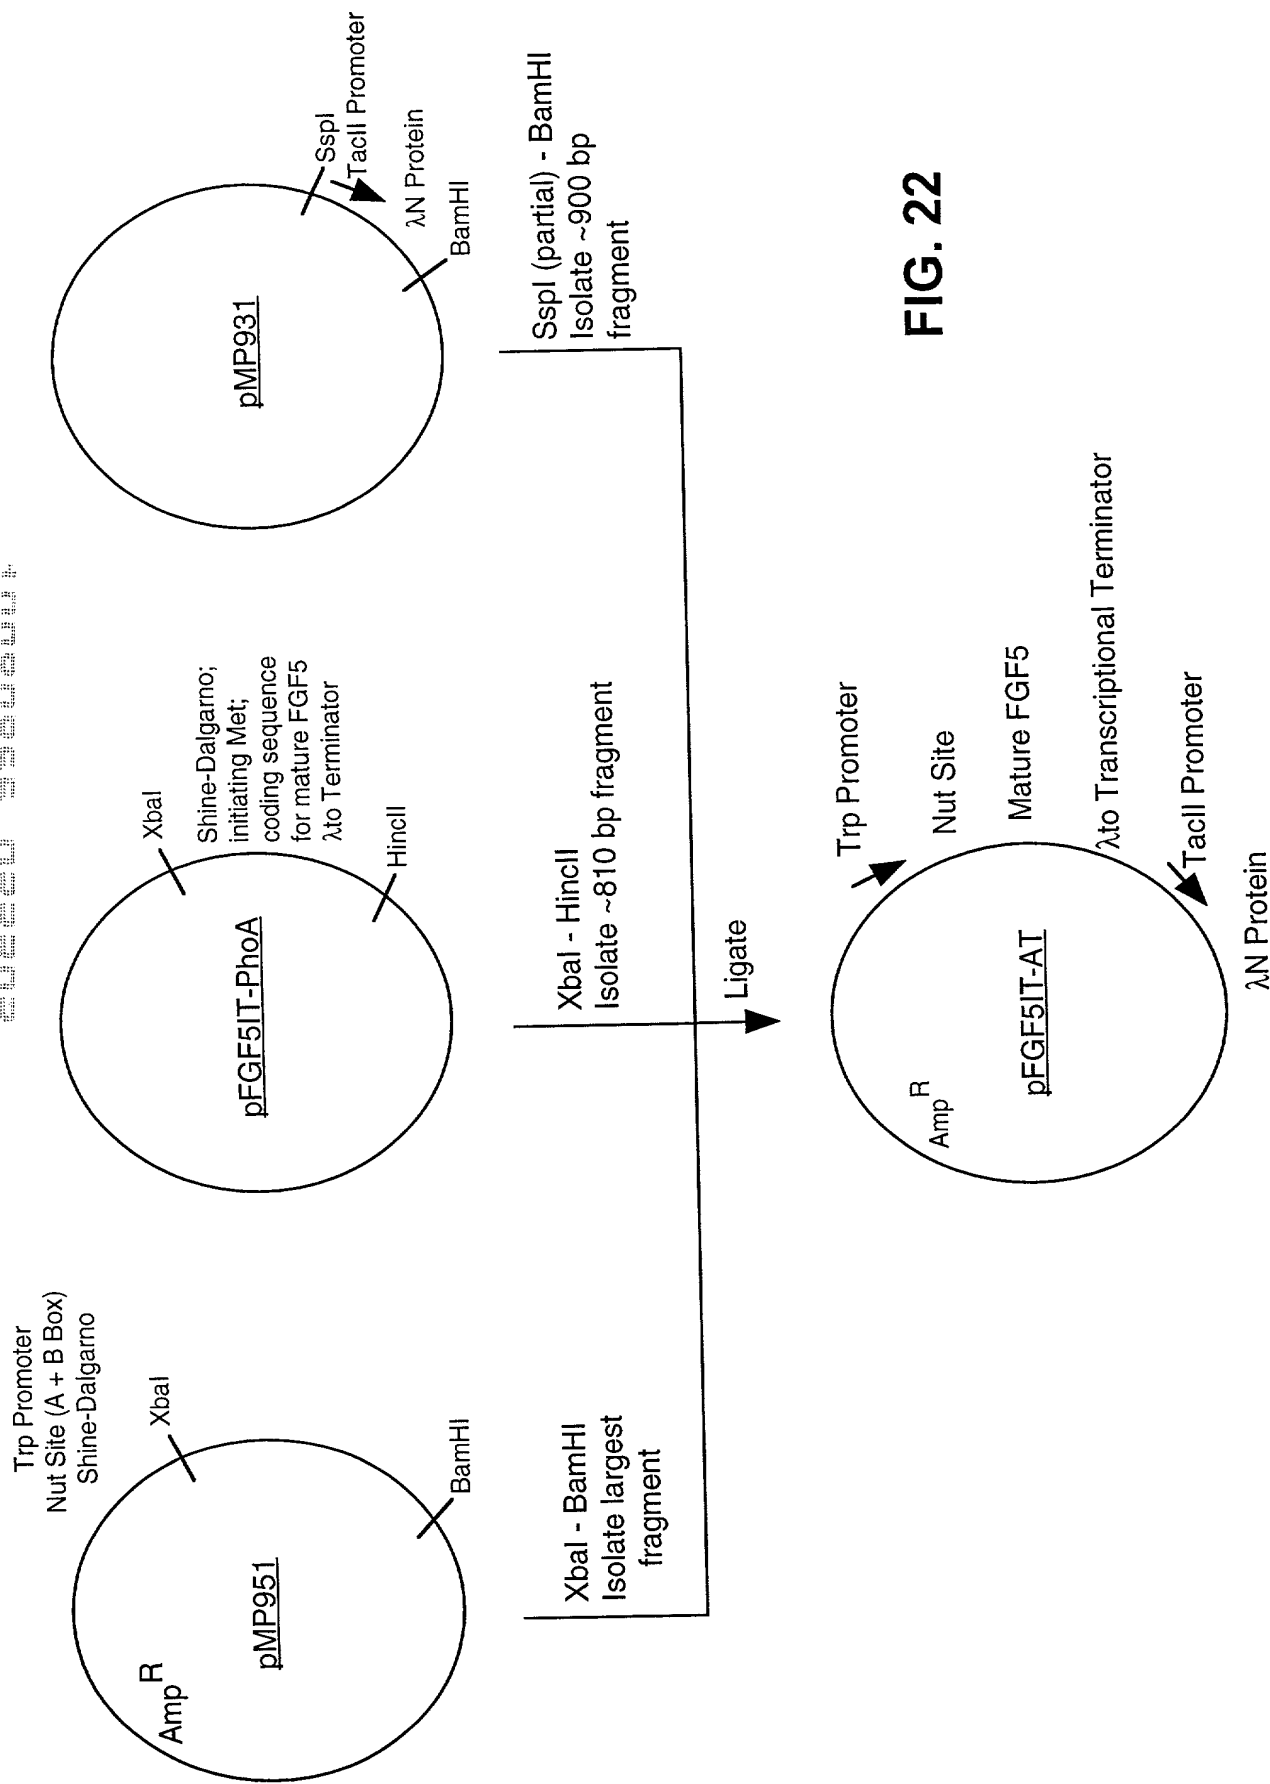 Trp Promoter
Nut Site (A + B Box)
Shine-Dalgarno
XbaI
Amp R
pMP951
BamHI
XbaI - BamHI
Isolate largest
fragment
XbaI
Shine-Dalgarno;
initiating Met;
coding sequence
for mature FGF5
λto Terminator
pFGF5IT-PhoA
HincII
XbaI - HincII
Isolate ~810 bp fragment
SspI
TacII Promoter
λN Protein
pMP931
BamHI
SspI (partial) - BamHI
Isolate ~900 bp
fragment
Ligate
Trp Promoter
Nut Site
Mature FGF5
λto Transcriptional Terminator
TacII Promoter
λN Protein
Amp R
pFGF5IT-AT
FIG. 22